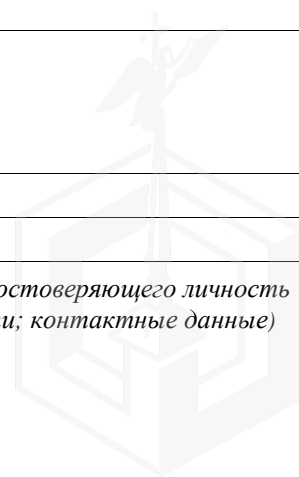 остоверяющего личность
и; контактные данные)